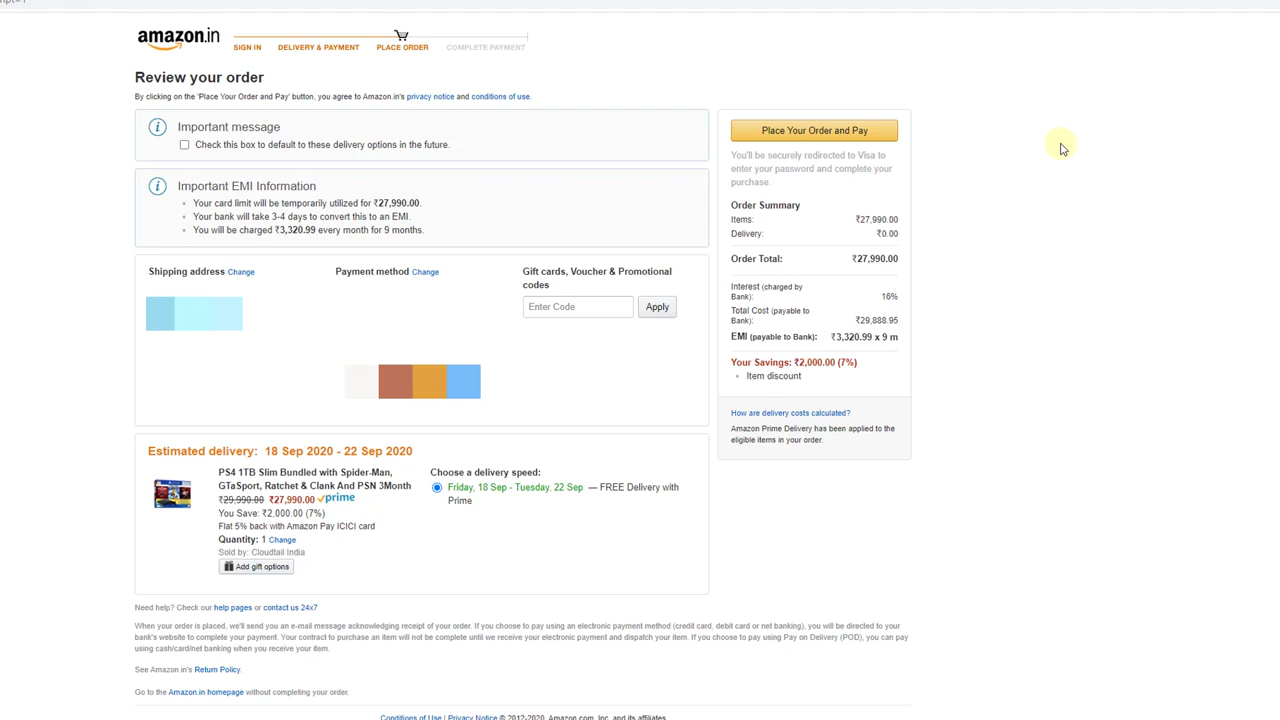 amazon.in
SIGN IN DELIVERY & PAYMENT PLACE ORDER COMPLETE PAYMENT
Review your order
By clicking on the 'Place Your Order and Pay' button, you agree to Amazon.in's privacy notice and conditions of use.
Important message
Check this box to default to these delivery options in the future.
Important EMI Information
Your card limit will be temporarily utilized for ₹27,990.00.
Your bank will take 3-4 days to convert this to an EMI.
You will be charged ₹3,320.99 every month for 9 months.
Shipping address Change
Payment method Change
Gift cards, Voucher & Promotional
codes
Enter Code Apply
Estimated delivery: 18 Sep 2020 - 22 Sep 2020
PS4 1TB Slim Bundled with Spider-Man,
GTaSport, Ratchet & Clank And PSN 3Month
₹29,990.00 ₹27,990.00 prime
You Save: ₹2,000.00 (7%)
Flat 5% back with Amazon Pay ICICI card
Quantity: 1 Change
Sold by: Cloudtail India
Add gift options
Choose a delivery speed:
Friday, 18 Sep - Tuesday, 22 Sep — FREE Delivery with
Prime
Place Your Order and Pay
You'll be securely redirected to Visa to
enter your password and complete your
purchase.
Order Summary
Items: ₹27,990.00
Delivery: ₹0.00
Order Total: ₹27,990.00
Interest (charged by
Bank): 16%
Total Cost (payable to
Bank): ₹29,888.95
EMI (payable to Bank): ₹3,320.99 x 9 m
Your Savings: ₹2,000.00 (7%)
Item discount
How are delivery costs calculated?
Amazon Prime Delivery has been applied to the
eligible items in your order.
Need help? Check our help pages or contact us 24x7
When your order is placed, we'll send you an e-mail message acknowledging receipt of your order. If you choose to pay using an electronic payment method (credit card, debit card or net banking), you will be directed to your
bank's website to complete your payment. Your contract to purchase an item will not be complete until we receive your electronic payment and dispatch your item. If you choose to pay using Pay on Delivery (POD), you can pay
using cash/card/net banking when you receive your item.
See Amazon.in's Return Policy.
Go to the Amazon.in homepage without completing your order.
Conditions of Use | Privacy Notice © 2012-2020, Amazon.com, Inc. and its affiliates